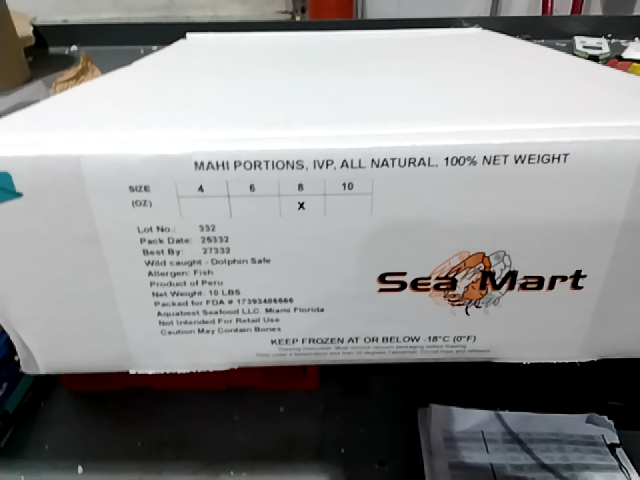 MAHI PORTIONS, IVP, ALL NATURAL, 100% NET WEIGHT
SIZE 4 6 8 10
(OZ) X
Lot No.: 332
Pack Date: 25332
Best By: 27332
Wild caught - Dolphin Safe
Allergen: Fish
Product of Peru
Net Weight: 10 LBS
Packed for FDA # 17393486666
Aquabest Seafood LLC. Miami Florida
Not Intended For Retail Use
Caution May Contain Bones
Sea Mart
KEEP FROZEN AT OR BELOW -18°C (0°F)